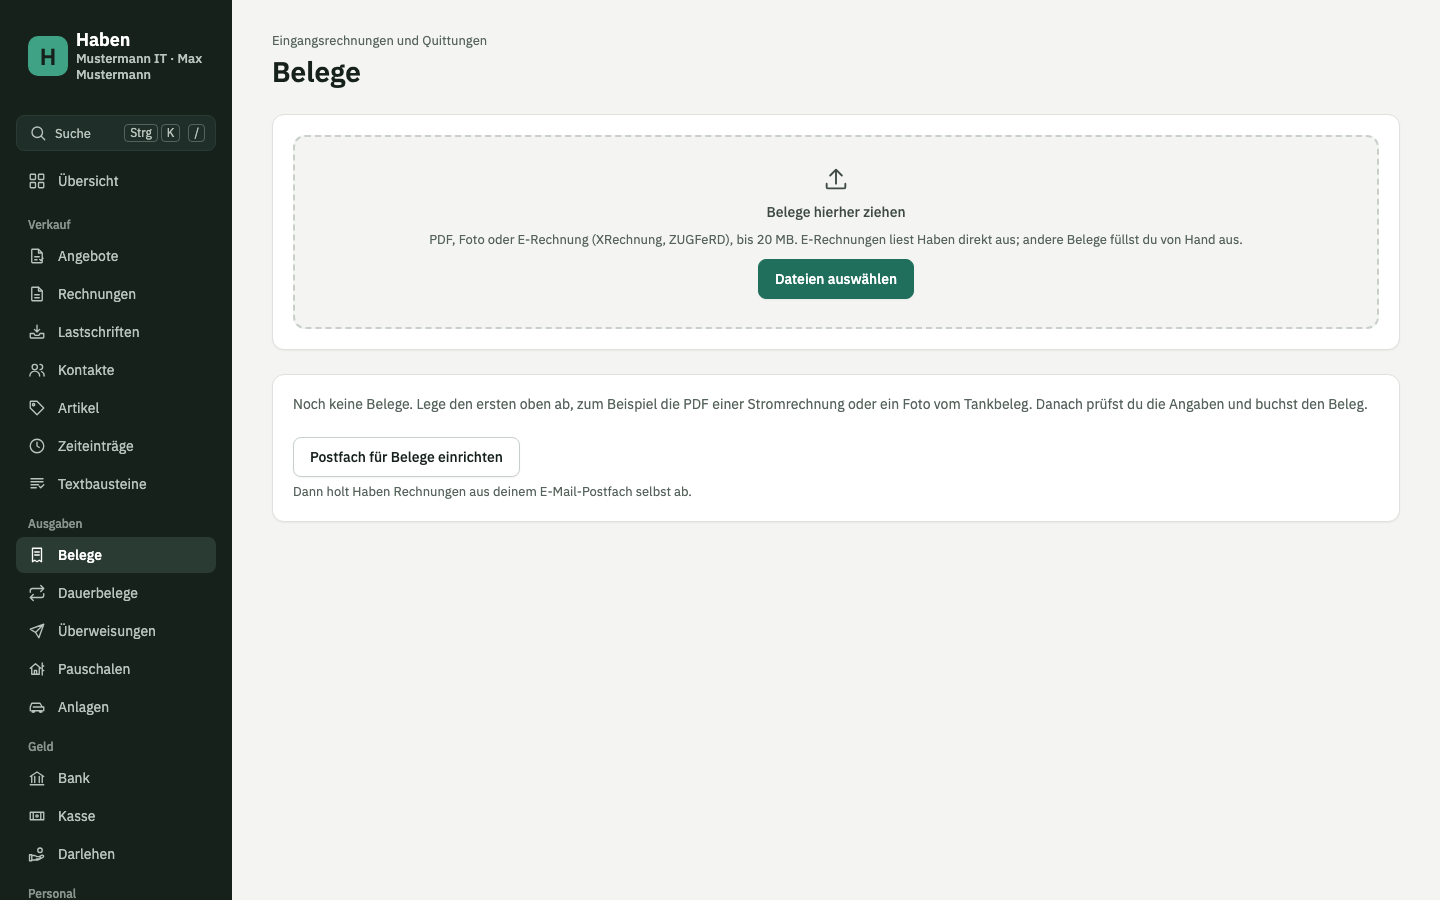 H
Haben
Mustermann IT · Max
Mustermann
Suche Strg K /
Übersicht
Verkauf
Angebote
Rechnungen
Lastschriften
Kontakte
Artikel
Zeiteinträge
Textbausteine
Ausgaben
Belege
Dauerbelege
Überweisungen
Pauschalen
Anlagen
Geld
Bank
Kasse
Darlehen
Personal
Eingangsrechnungen und Quittungen
Belege
Belege hierher ziehen
PDF, Foto oder E-Rechnung (XRechnung, ZUGFeRD), bis 20 MB. E-Rechnungen liest Haben direkt aus; andere Belege füllst du von Hand aus.
Dateien auswählen
Noch keine Belege. Lege den ersten oben ab, zum Beispiel die PDF einer Stromrechnung oder ein Foto vom Tankbeleg. Danach prüfst du die Angaben und buchst den Beleg.
Postfach für Belege einrichten
Dann holt Haben Rechnungen aus deinem E-Mail-Postfach selbst ab.